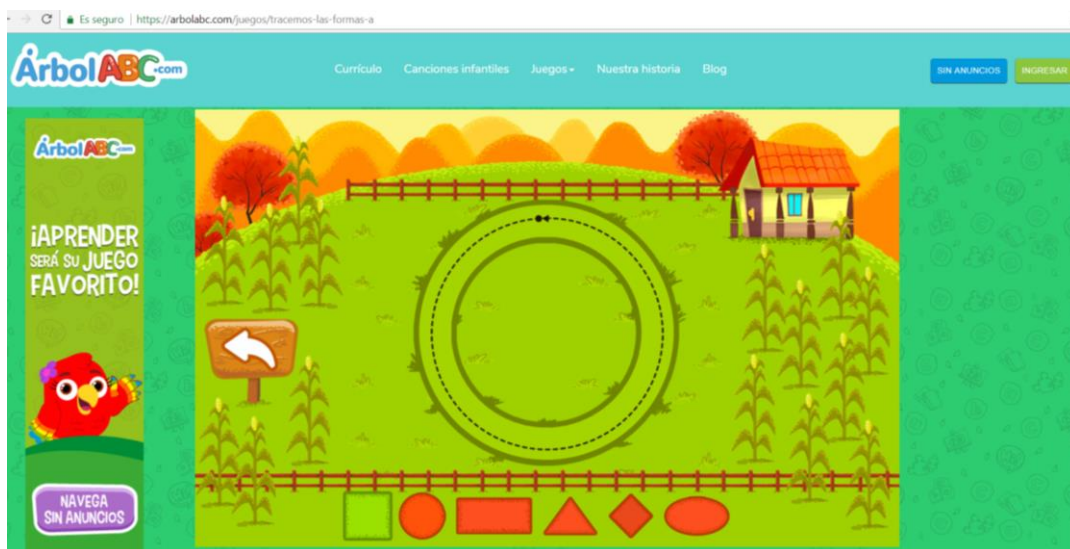 Es seguro | https://arbolabc.com/juegos/tracemos-las-formas-a
ÁrbolABC.com
Currículo Canciones infantiles Juegos Nuestra historia Blog
SIN ANUNCIOS INGRESAR
ÁrbolABC.com
¡APRENDER
SERÁ SU JUEGO
FAVORITO!
NAVEGA
SIN ANUNCIOS